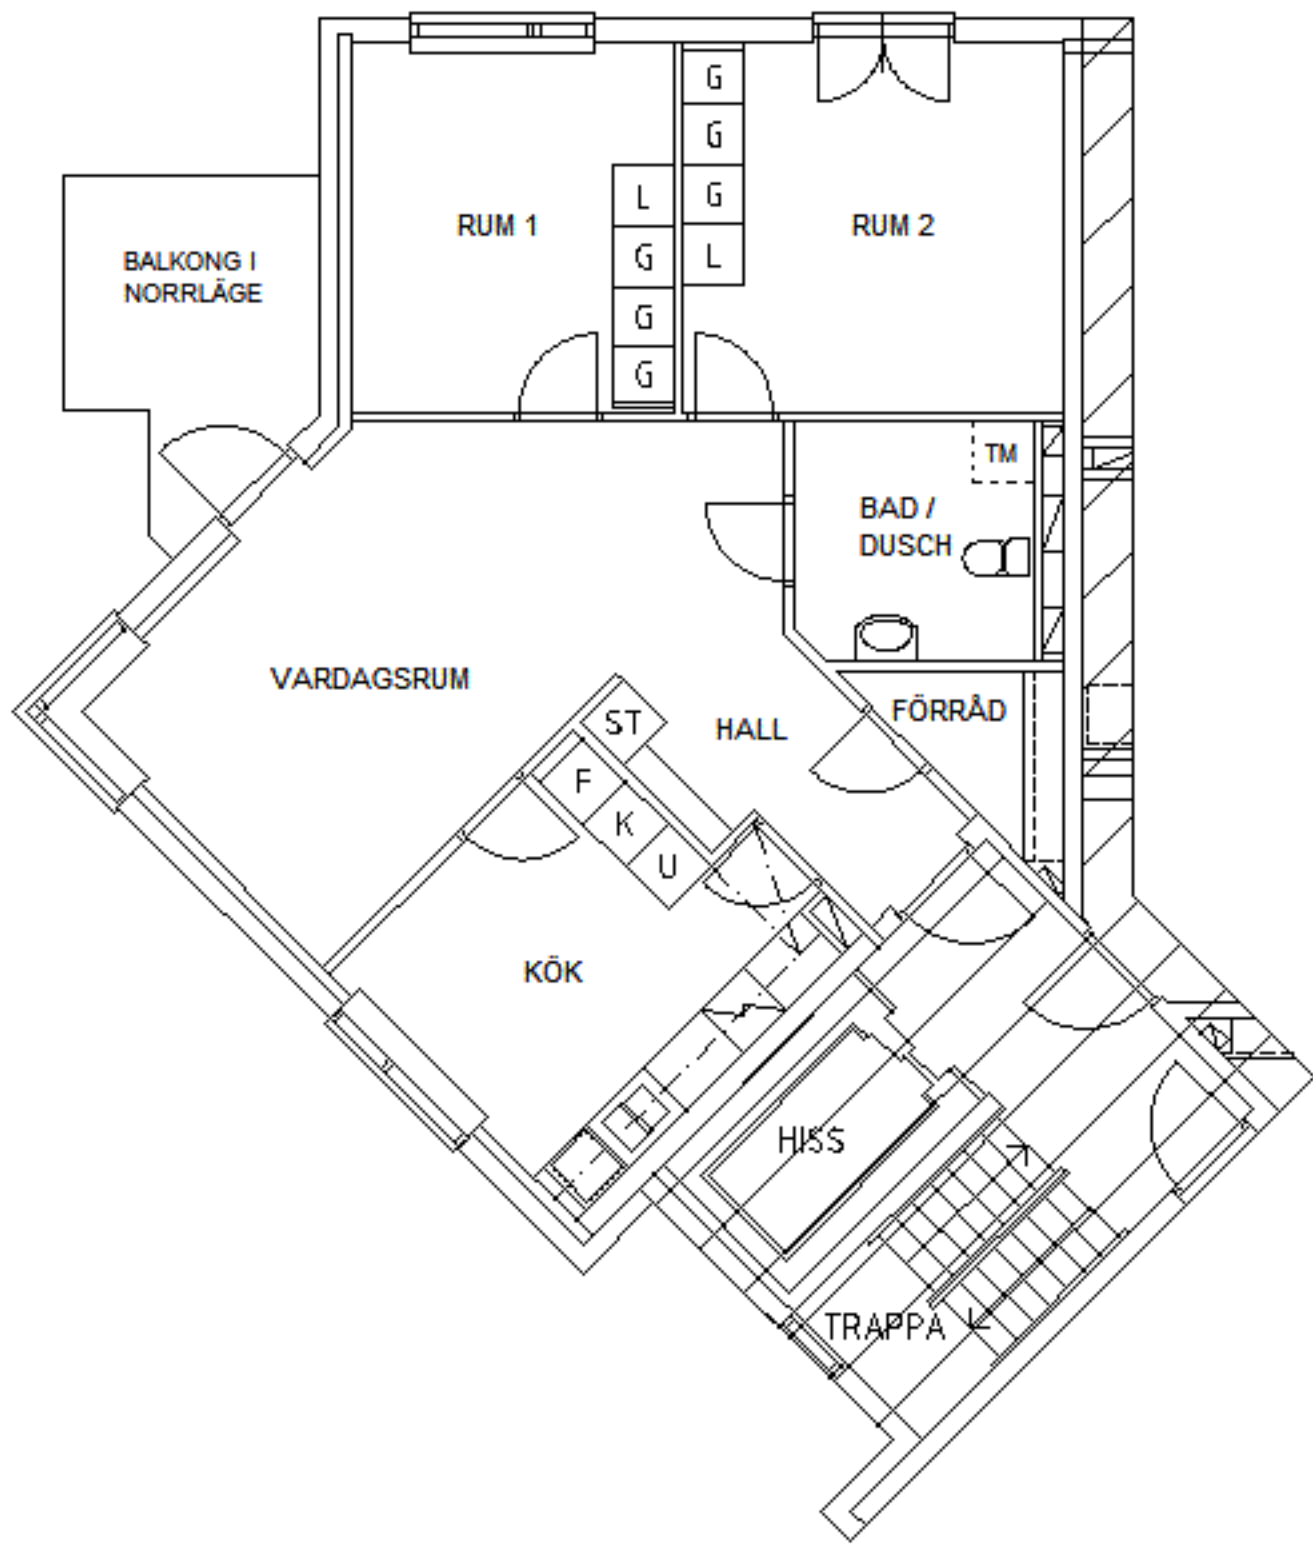 G
G
L
G
RUM 1
RUM 2
G
L
BALKONG I
NORRLÄGE
G
G
TM
BAD /
DUSCH
VARDAGSRUM
FÖRRÅD
ST
HALL
F
K
U
KÖK
HISS
TRAPPA